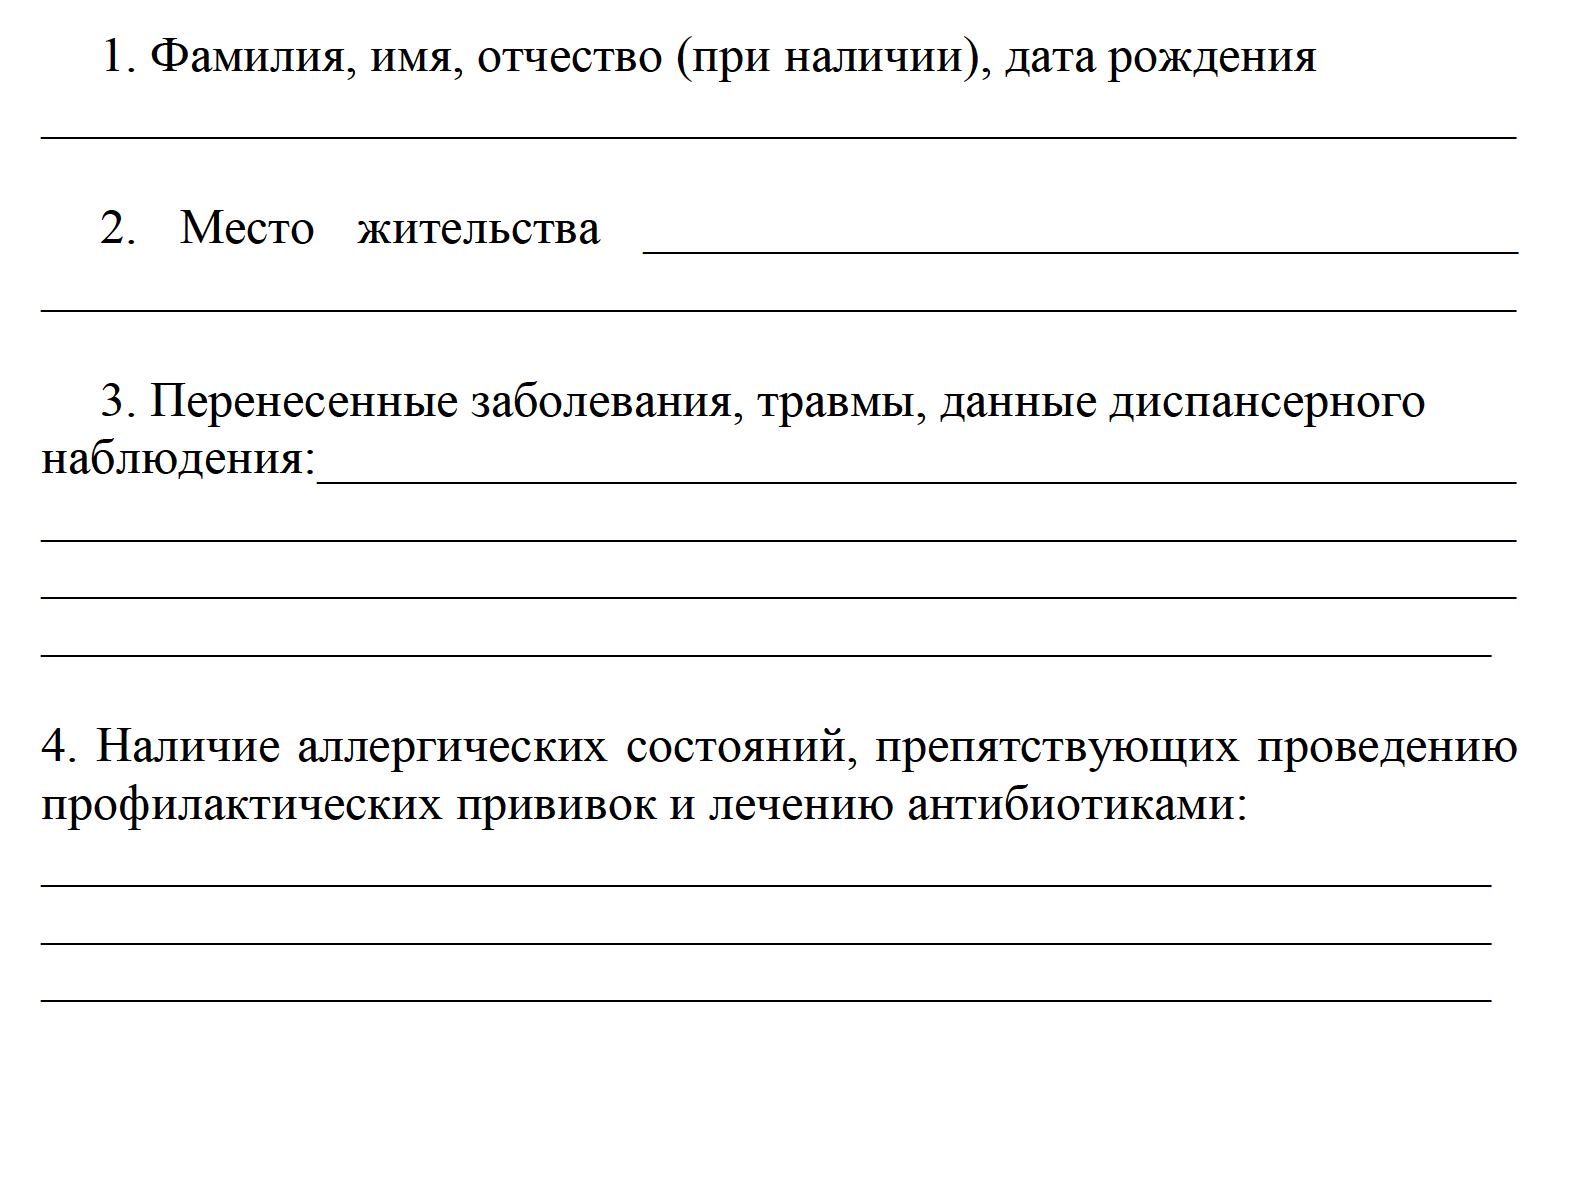 1. Фамилия, имя, отчество (при наличии), дата рождения
2. Место жительства
3. Перенесенные заболевания, травмы, данные диспансерного
наблюдения:
4. Наличие аллергических состояний, препятствующих проведению
профилактических прививок и лечению антибиотиками: